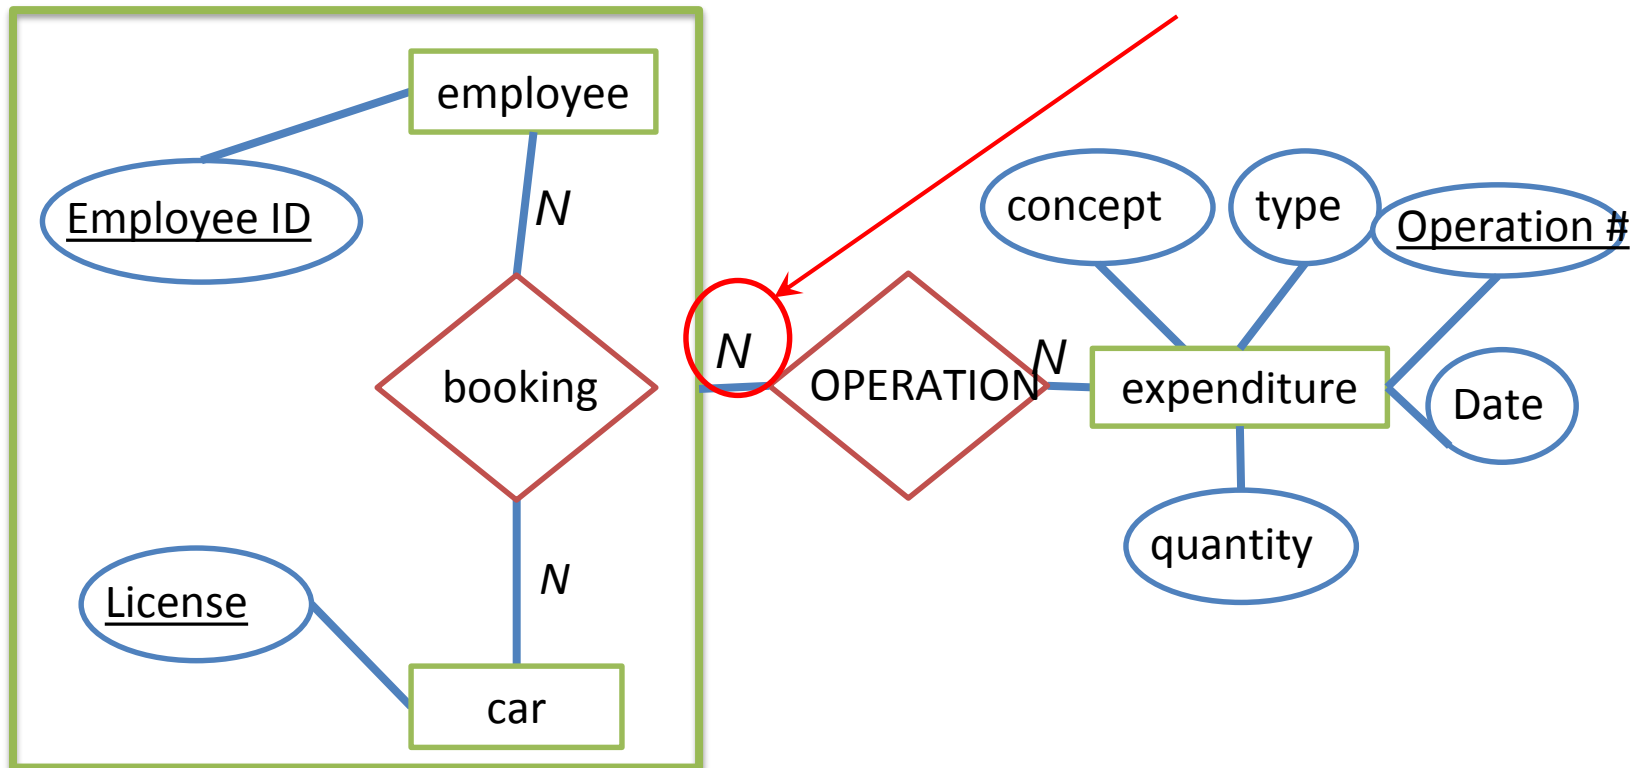 employee
Employee ID
N
concept
type
Operation #
N
N
booking
OPERATION
expenditure
Date
quantity
N
License
car